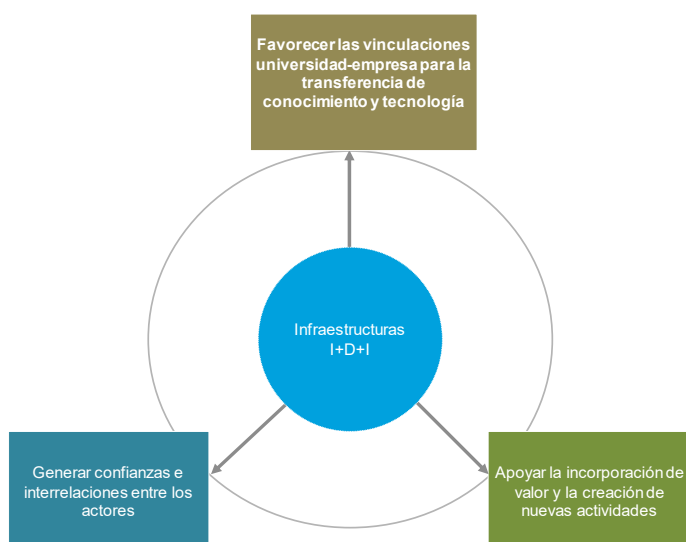 Favorecer las vinculaciones
universidad-empresa para la
transferencia de
conocimiento y tecnología
Infraestructuras
I+D+I
Generar confianzas e
interrelaciones entre los
actores
Apoyar la incorporación de
valor y la creación de
nuevas actividades